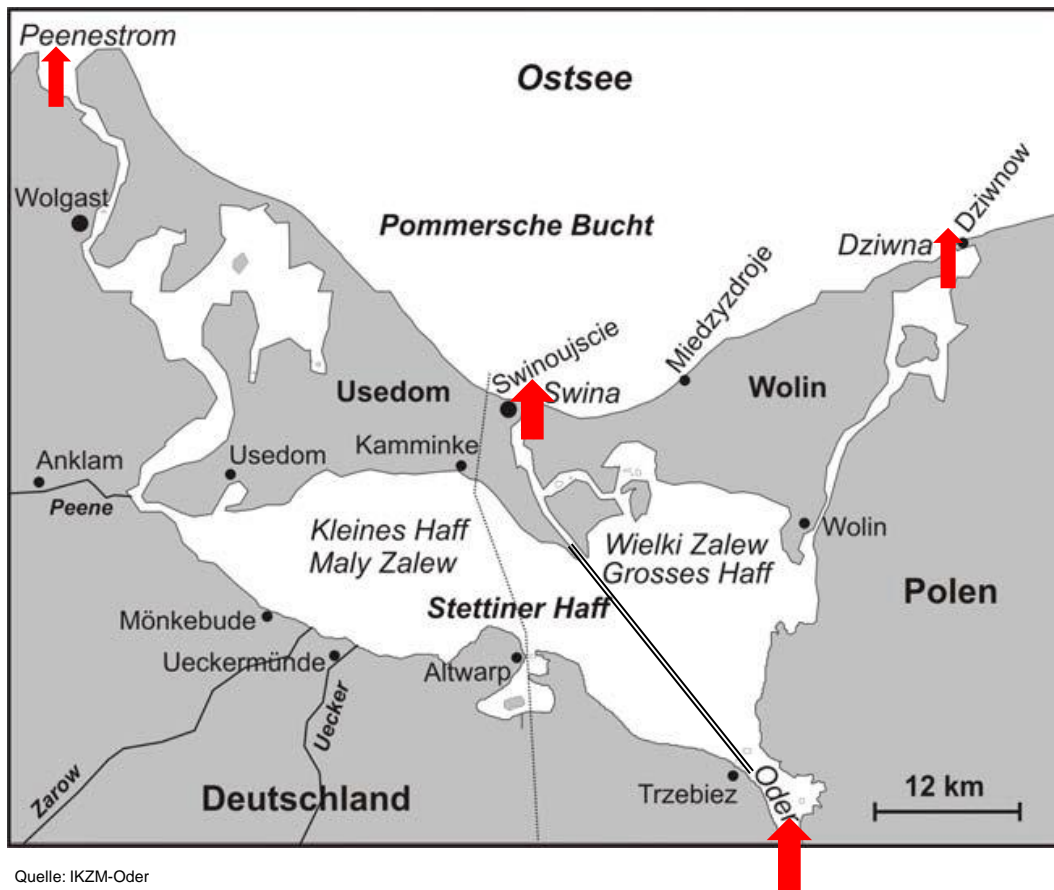 Peenestrom
Ostsee
Wolgast
Pommersche Bucht
Dziwna
Dziwnow
Swinoujscie
Miedzyzdroje
Usedom
Swina
Wolin
Anklam
Usedom
Kamminke
Peene
Kleines Haff
Maly Zalew
Wielki Zalew
Grosses Haff
Wolin
Stettiner Haff
Polen
Mönkebude
Ueckermünde
Altwarp
Uecker
Zarow
Deutschland
Trzebiez
Oder
12 km
Quelle: IKZM-Oder